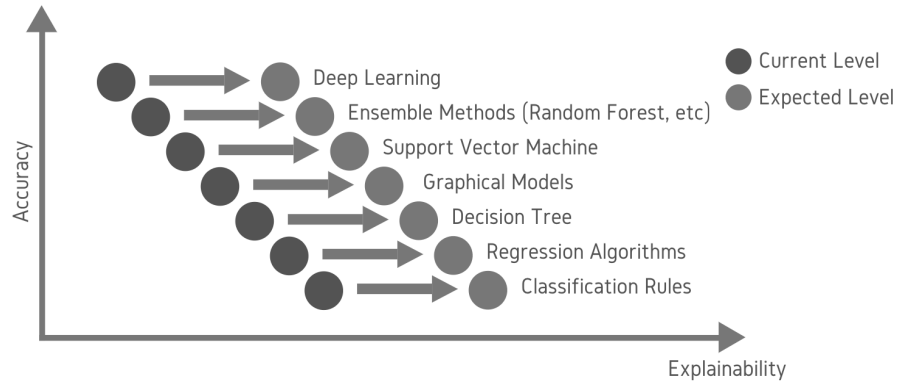 Current Level
Deep Learning
Expected Level
Ensemble Methods (Random Forest, etc)
Support Vector Machine
Accuracy
Graphical Models
Decision Tree
Regression Algorithms
Classification Rules
Explainability